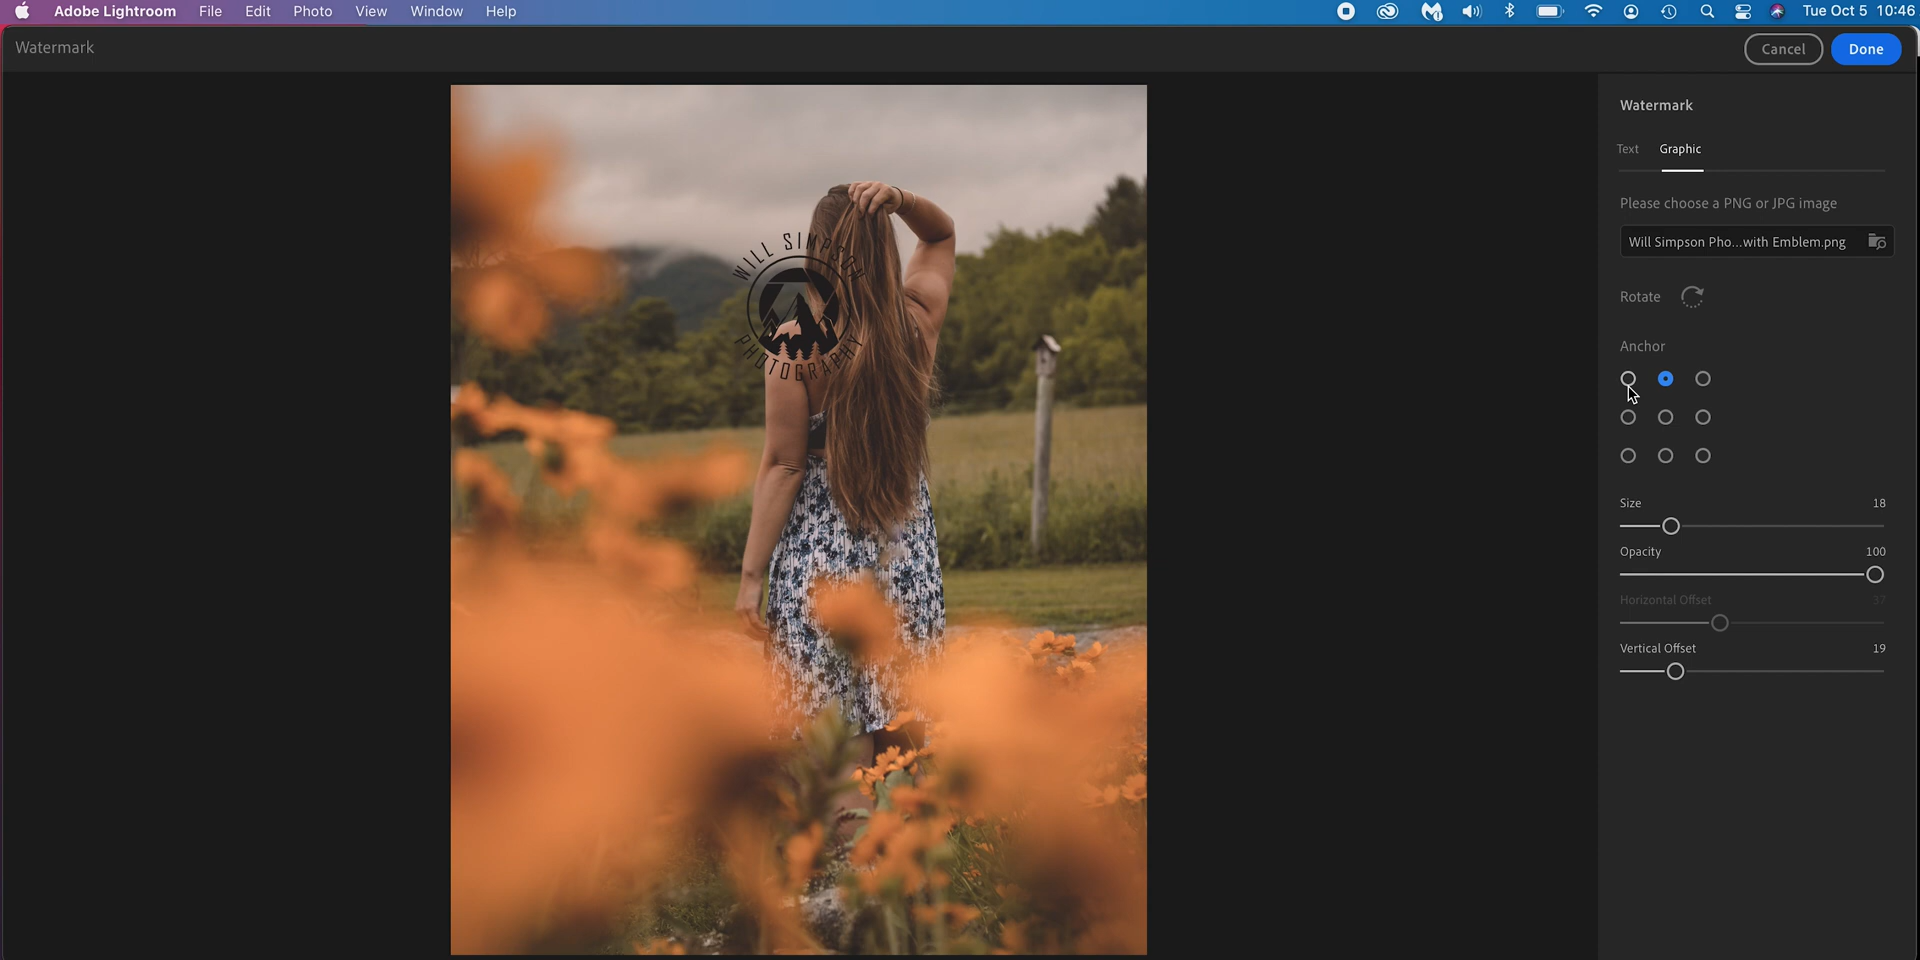 Adobe Lightroom File Edit Photo View Window Help Tue Oct 5 10:46
Watermark
Cancel Done
Watermark
Text Graphic
Please choose a PNG or JPG image
Will Simpson Pho...with Emblem.png
Rotate
Anchor
Size 18
Opacity 100
Horizontal Offset 37
Vertical Offset 19
WILL SIMPSON
PHOTOGRAPHY